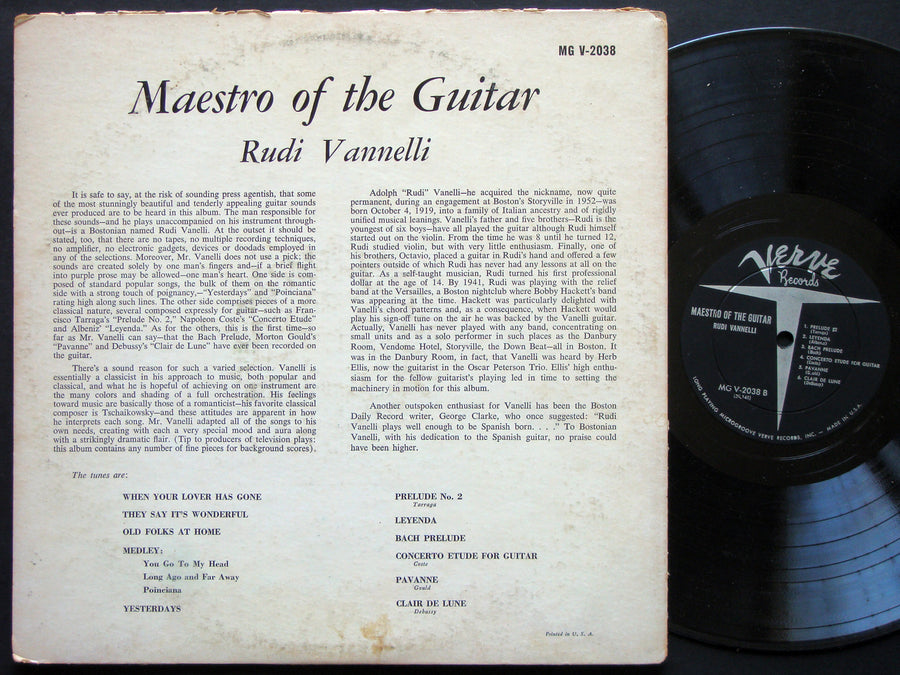 MG V-2038
Maestro of the Guitar
Rudi Vannelli
It is safe to say, at the risk of sounding press agentish, that some
of the most stunningly beautiful and tenderly appealing guitar sounds
ever produced are to be heard in this album. The man responsible for
these sounds—and he plays unaccompanied on his instrument through-
out—is a Bostonian named Rudi Vanelli. At the outset it should be
stated, too, that there are no tapes, no multiple recording techniques,
no amplifier, no electronic gadgets, devices or doodads employed in
any of the selections. Moreover, Mr. Vanelli does not use a pick: the
sounds are created solely by one man's fingers and—if a brief flight
into purple prose may be allowed—one man's heart. One side is com-
posed of standard popular songs, the bulk of them on the romantic
side with a strong touch of poignancy,—"Yesterdays" and "Poinciana"
rating high along such lines. The other side comprises pieces of a more
classical nature, several composed expressly for guitar—such as Fran-
cisco Tarraga's "Prelude No. 2," Napoleon Coste's "Concerto Etude"
and Albeniz' "Leyenda." As for the others, this is the first time—so
far as Mr. Vanelli can say—that the Bach Prelude, Morton Gould's
"Pavanne" and Debussy's "Clair de Lune" have ever been recorded on
the guitar.
There's a sound reason for such a varied selection. Vanelli is
essentially a classicist in his approach to music, both popular and
classical, and what he is hopeful of achieving on one instrument are
the many colors and shading of a full orchestration. His feelings
toward music are basically those of a romanticist—his favorite classical
composer is Tschaikowsky—and these attitudes are apparent in how
he interprets each song. Mr. Vanelli adapted all of the songs to his
own needs, creating with each a very special mood and aura along
with a strikingly dramatic flair. (Tip to producers of television plays:
this album contains any number of fine pieces for background scores).
Adolph "Rudi" Vanelli—he acquired the nickname, now quite
permanent, during an engagement at Boston's Storyville in 1952—was
born October 4, 1919, into a family of Italian ancestry and of rigidly
unified musical leanings. Vanelli's father and five brothers—Rudi is the
youngest of six boys—have all played the guitar although Rudi himself
started out on the violin. From the time he was 8 until he turned 12,
Rudi studied violin, but with very little enthusiasm. Finally, one of
his brothers, Octavio, placed a guitar in Rudi's hand and offered a few
pointers outside of which Rudi has never had any lessons at all on the
guitar. As a self-taught musician, Rudi turned his first professional
dollar at the age of 14. By 1941, Rudi was playing with the relief
band at the Versailles, a Boston nightclub where Bobby Hackett's band
was appearing at the time. Hackett was particularly delighted with
Vanelli's chord patterns and, as a consequence, when Hackett would
play his sign-off tune on the air he was backed by the Vanelli guitar.
Actually, Vanelli has never played with any band, concentrating on
small units and as a solo performer in such places as the Danbury
Room, Vendome Hotel, Storyville, the Down Beat—all in Boston. It
was in the Danbury Room, in fact, that Vanelli was heard by Herb
Ellis, now the guitarist in the Oscar Peterson Trio. Ellis' high enthu-
siasm for the fellow guitarist's playing led in time to setting the
machinery in motion for this album.
Another outspoken enthusiast for Vanelli has been the Boston
Daily Record writer, George Clarke, who once suggested: "Rudi
Vanelli plays well enough to be Spanish born. . . ." To Bostonian
Vanelli, with his dedication to the Spanish guitar, no praise could
have been higher.
The tunes are:
WHEN YOUR LOVER HAS GONE
THEY SAY IT'S WONDERFUL
OLD FOLKS AT HOME
MEDLEY:
You Go To My Head
Long Ago and Far Away
Poinciana
YESTERDAYS
PRELUDE No. 2
Tarraga
LEYENDA
BACH PRELUDE
CONCERTO ETUDE FOR GUITAR
Coste
PAVANNE
Gould
CLAIR DE LUNE
Debussy
Printed in U. S. A.
VERVE
Records
MAESTRO OF THE GUITAR
RUDI VANNELLI
1. PRELUDE #2
(Tarraga)
2. LEYENDA
(Albeniz)
3. BACH PRELUDE
(Bach)
4. CONCERTO ETUDE FOR GUITAR
(Coste)
5. PAVANNE
(Gould)
6. CLAIR DE LUNE
(Debussy)
MG V-2038 B
LONG PLAYING MICROGROOVE VERVE RECORDS, INC. — MADE IN U.S.A.